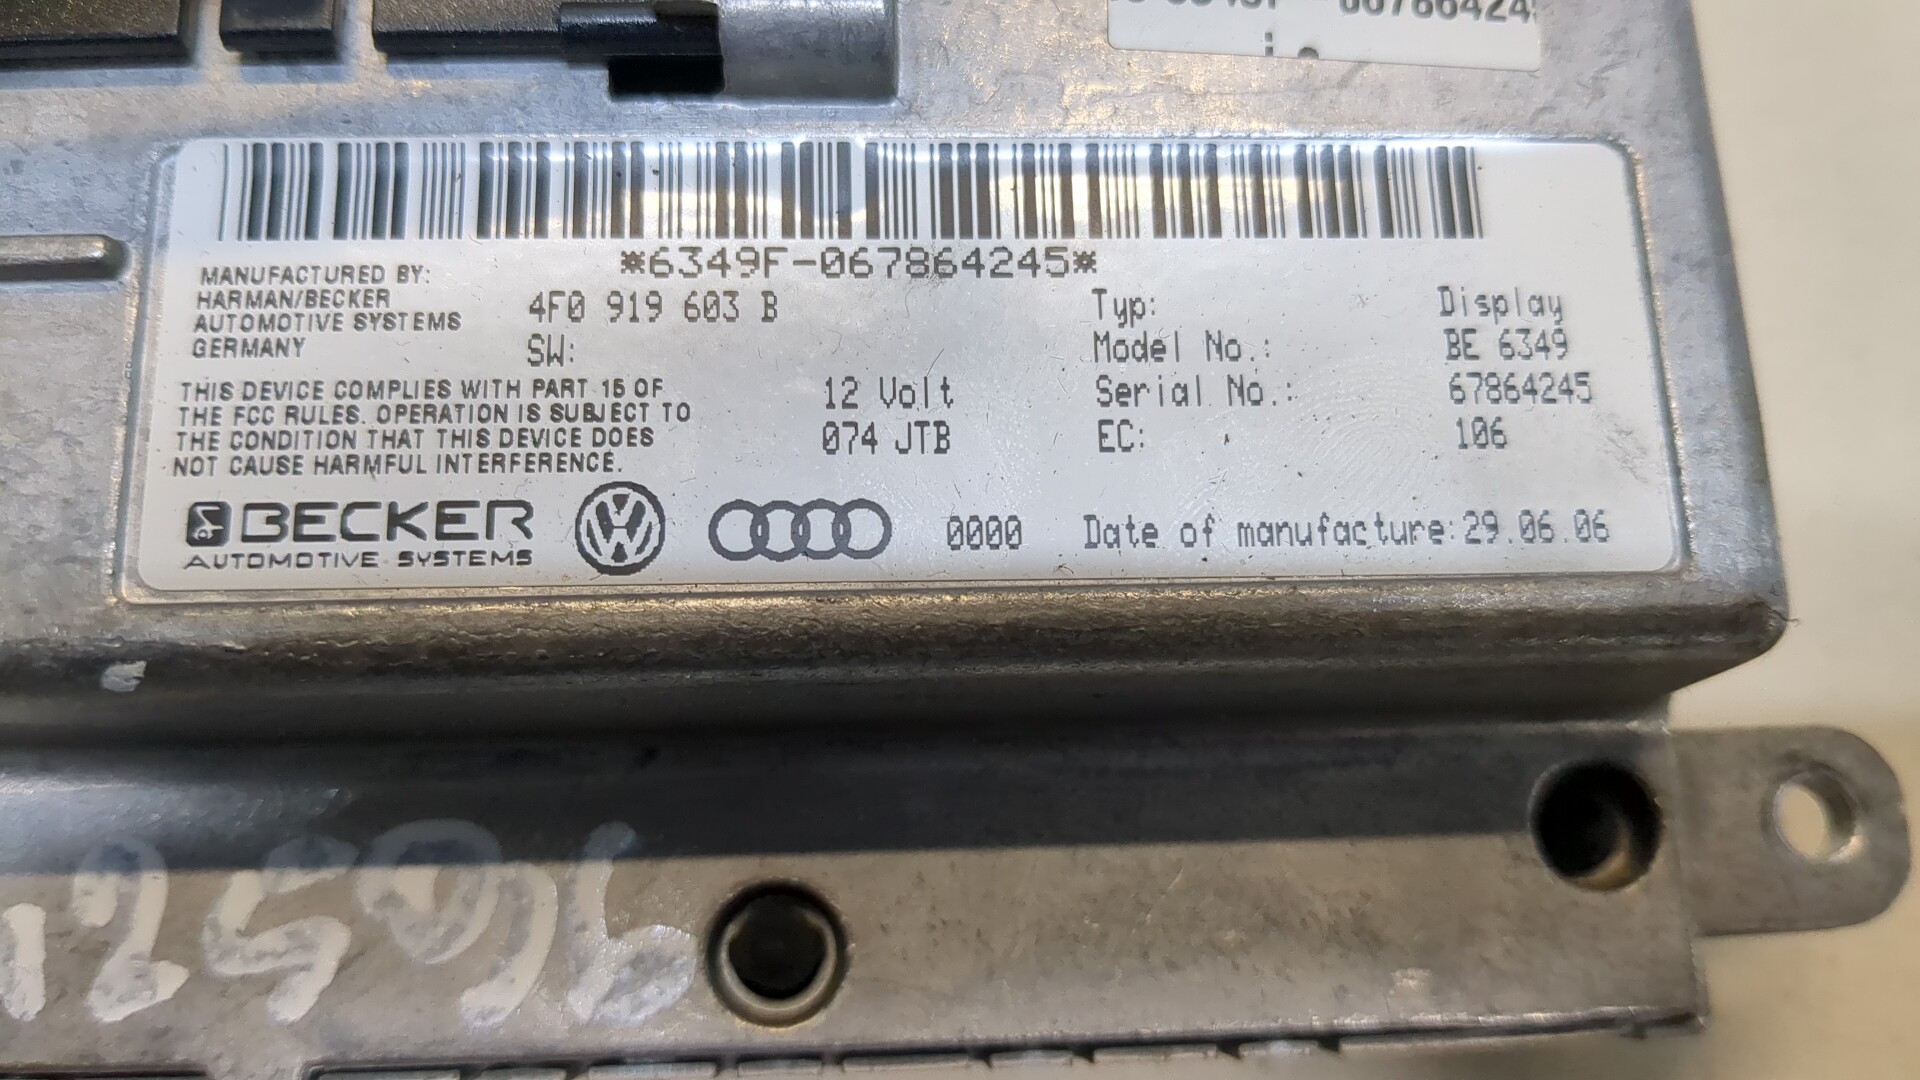 *6349F-067864245*
MANUFACTURED BY:
HARMAN/BECKER
AUTOMOTIVE SYSTEMS
GERMANY
4F0 919 603 B
SW:
Typ: Display
Model No.: BE 6349
Serial No.: 67864245
EC: 106
THIS DEVICE COMPLIES WITH PART 15 OF
THE FCC RULES. OPERATION IS SUBJECT TO
THE CONDITION THAT THIS DEVICE DOES
NOT CAUSE HARMFUL INTERFERENCE.
12 Volt
074 JTB
BECKER
AUTOMOTIVE SYSTEMS
VW
0000
Date of manufacture: 29.06.06